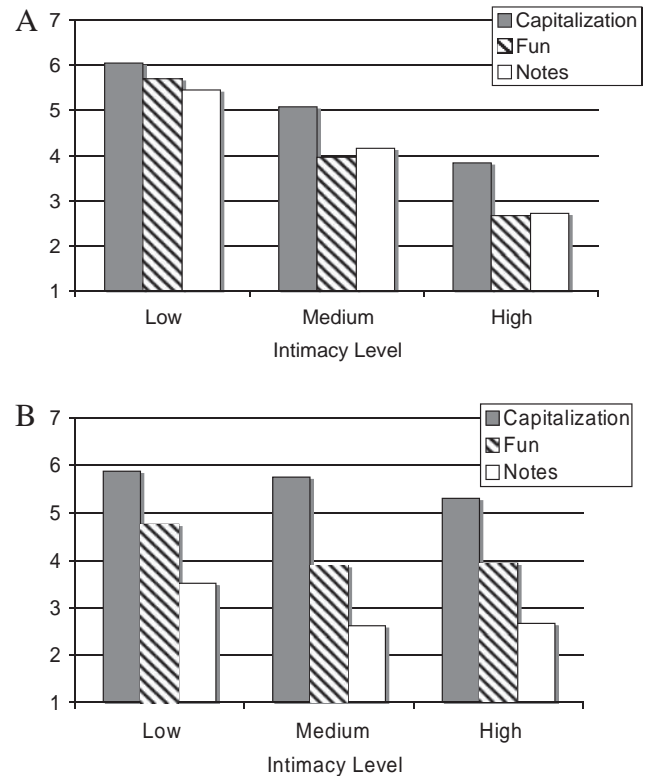 A
7
6
5
4
3
2
1
Capitalization
Fun
Notes
Low Medium High
Intimacy Level
B
7
6
5
4
3
2
1
Capitalization
Fun
Notes
Low Medium High
Intimacy Level